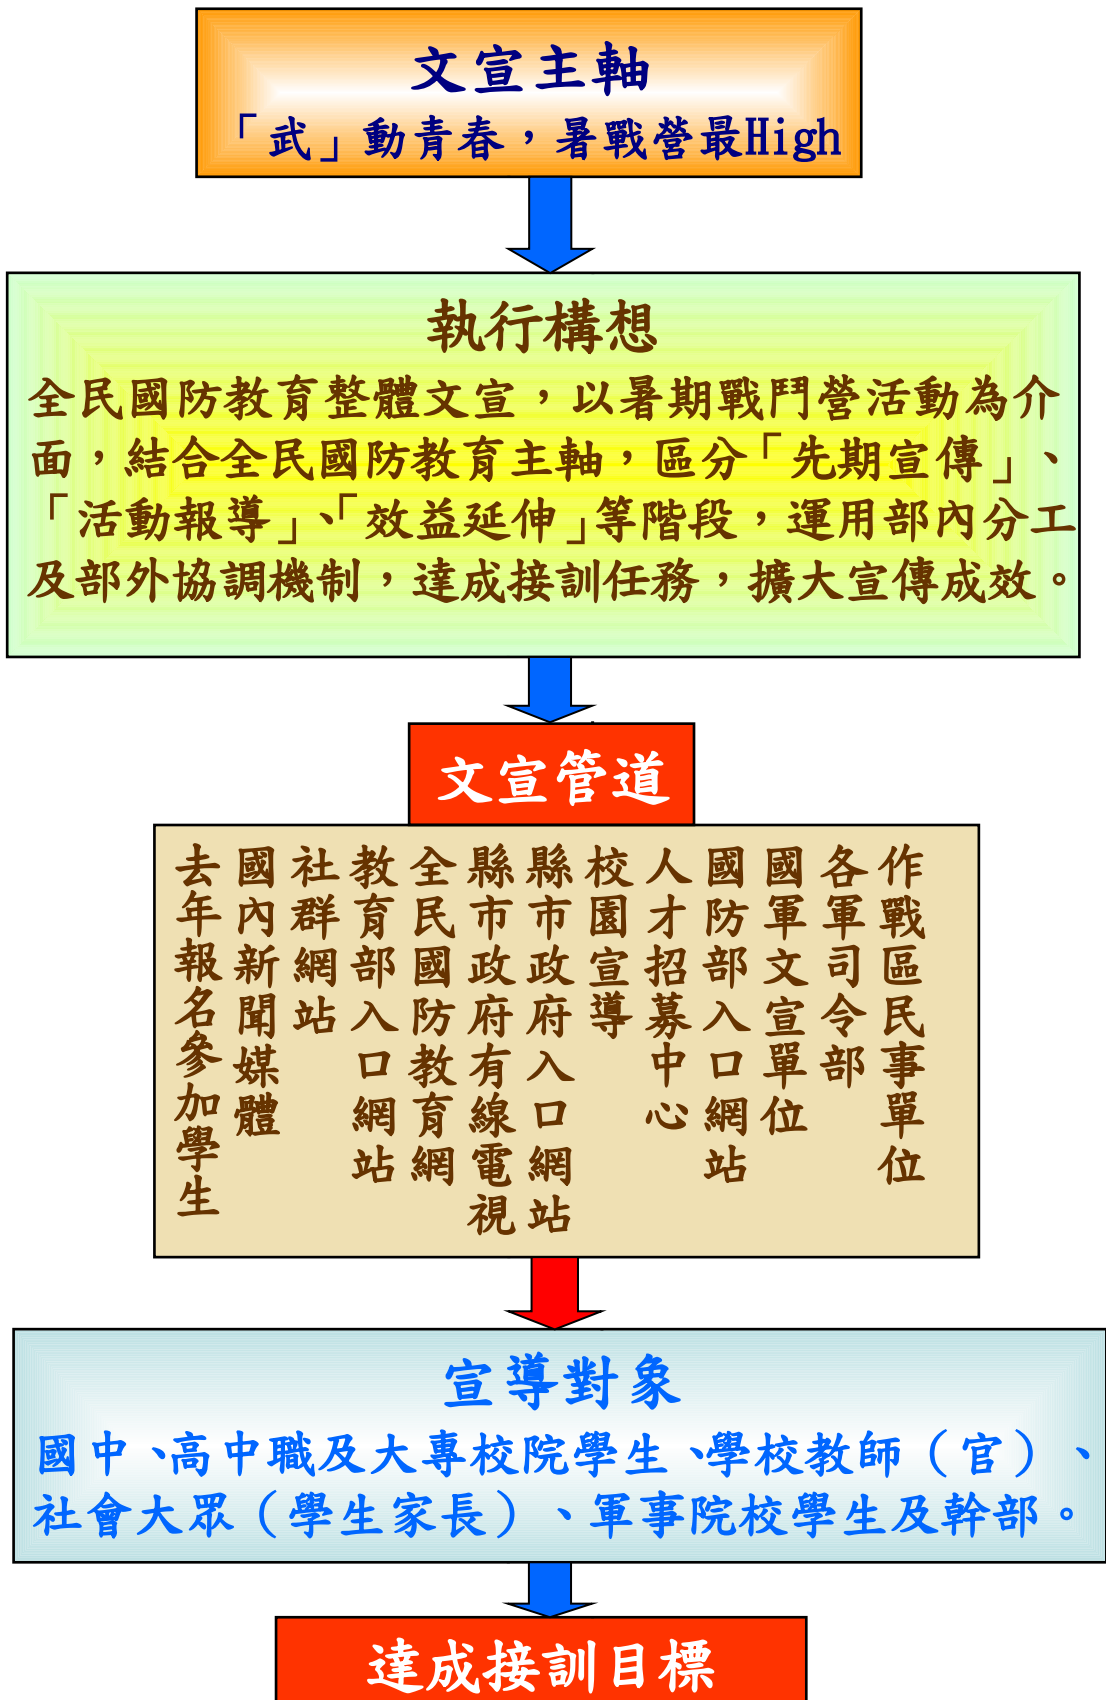 文宣主軸
「武」動青春，暑戰營最High
執行構想
全民國防教育整體文宣，以暑期戰鬥營活動為介
面，結合全民國防教育主軸，區分「先期宣傳」、
「活動報導」、「效益延伸」等階段，運用部內分工
及部外協調機制，達成接訓任務，擴大宣傳成效。
文宣管道
作戰區民事單位
各軍司令部
國軍文宣單位
國防部入口網站
人才招募中心
校園宣導
縣市政府入口網站
縣市政府有線電視
全民國防教育網
教育部入口網站
社群網站
國內新聞媒體
去年報名參加學生
宣導對象
國中、高中職及大專校院學生、學校教師（官）、
社會大眾（學生家長）、軍事院校學生及幹部。
達成接訓目標